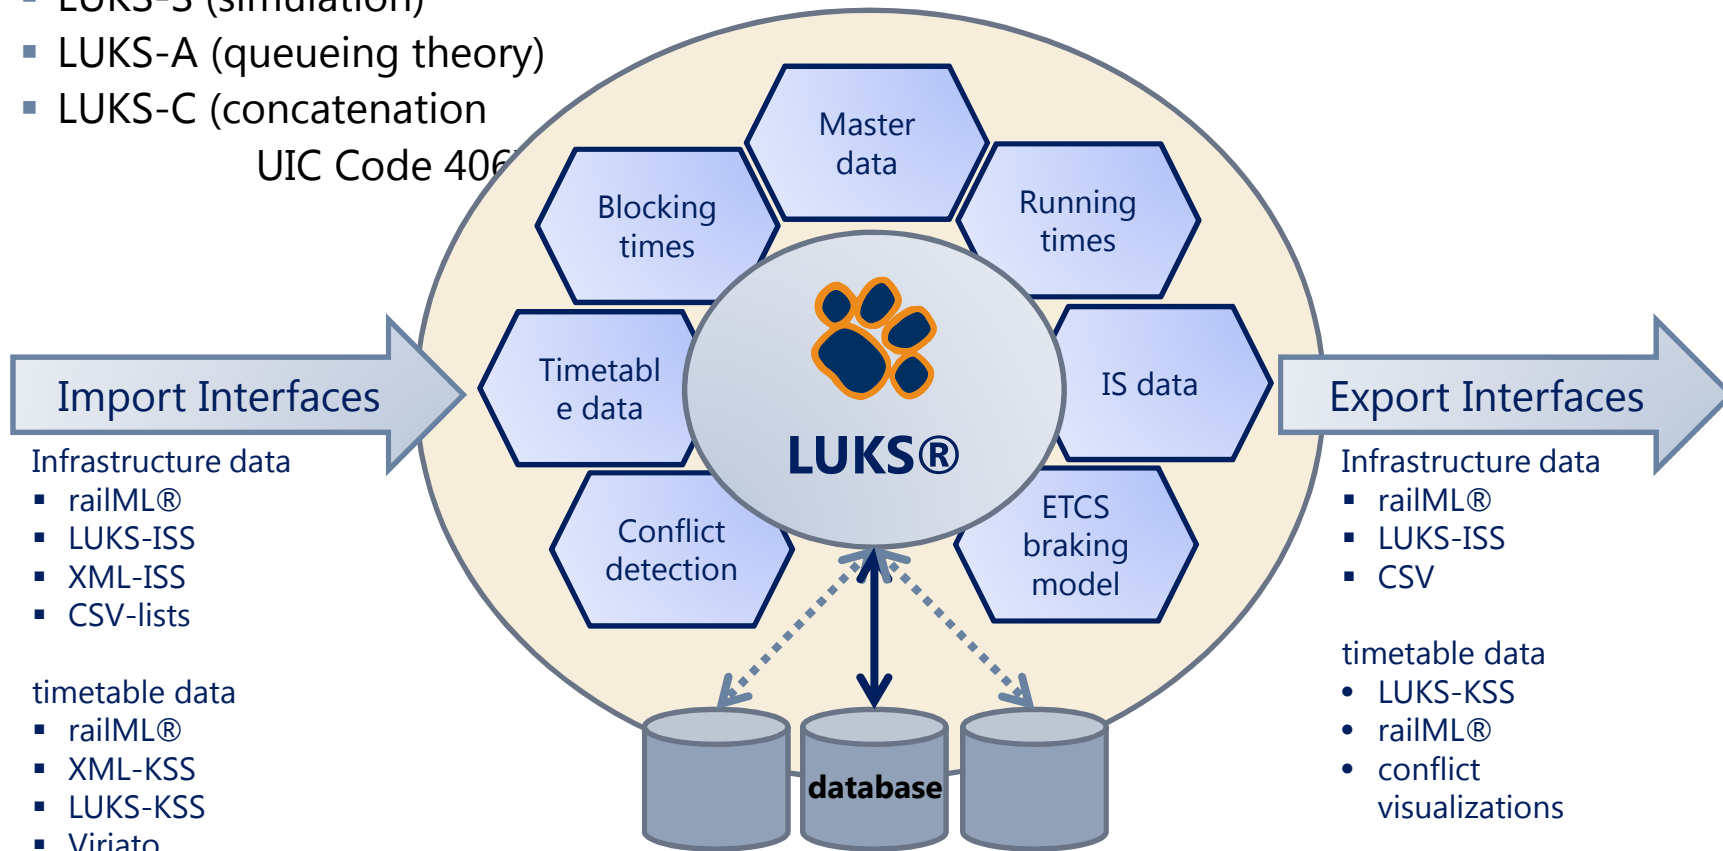 LUKS-S (simulation)
LUKS-A (queueing theory)
LUKS-C (concatenation
UIC Code 406
Master
data
Blocking
times
Running
times
Timetabl
e data
IS data
LUKS®
Conflict
detection
ETCS
braking
model
database
Import Interfaces
Infrastructure data
railML®
LUKS-ISS
XML-ISS
CSV-lists
timetable data
railML®
XML-KSS
LUKS-KSS
Viriato
Export Interfaces
Infrastructure data
railML®
LUKS-ISS
CSV
timetable data
LUKS-KSS
railML®
conflict
visualizations